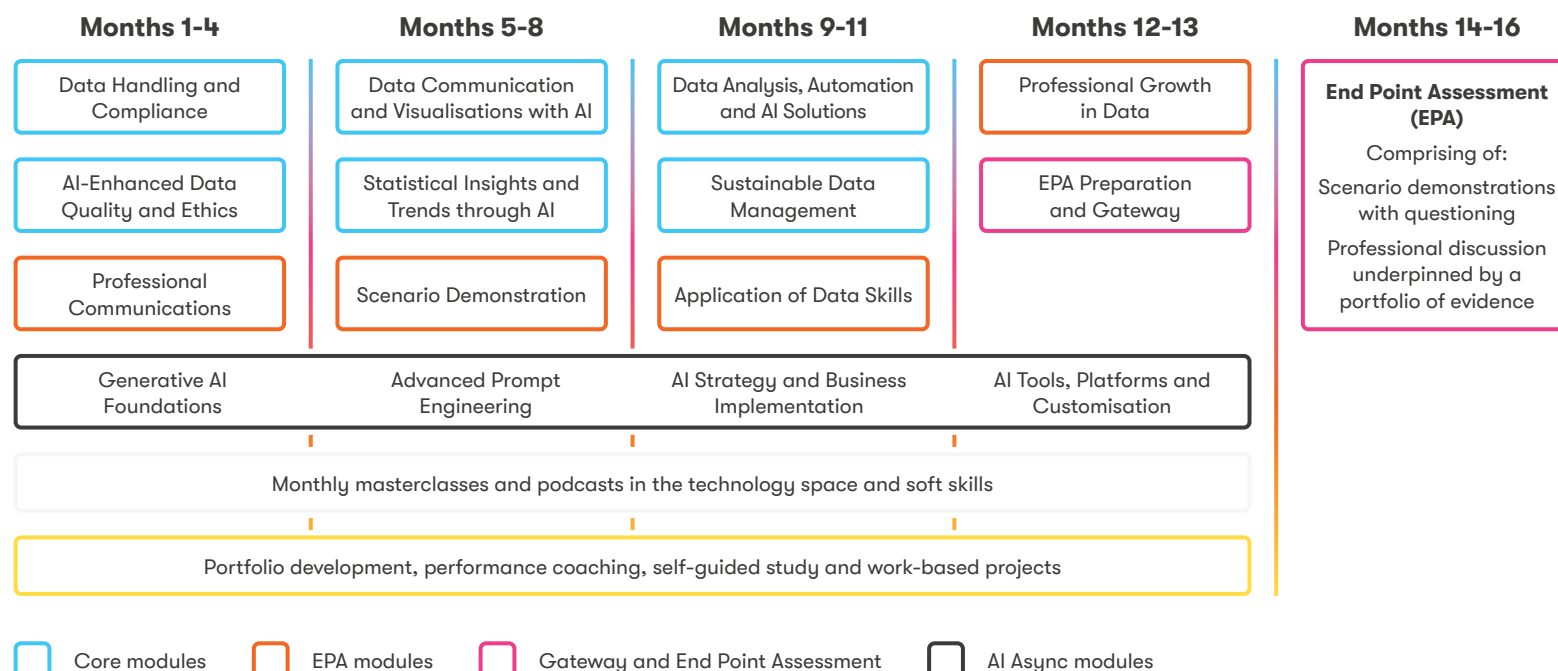 Months 1-4
Months 5-8
Months 9-11
Months 12-13
Months 14-16
Data Handling and
Compliance
Data Communication
and Visualisations with AI
Data Analysis, Automation
and AI Solutions
Professional Growth
in Data
End Point Assessment
(EPA)
Comprising of:
Scenario demonstrations
with questioning
Professional discussion
underpinned by a
portfolio of evidence
AI-Enhanced Data
Quality and Ethics
Statistical Insights and
Trends through AI
Sustainable Data
Management
EPA Preparation
and Gateway
Professional
Communications
Scenario Demonstration
Application of Data Skills
Generative AI
Foundations
Advanced Prompt
Engineering
AI Strategy and Business
Implementation
AI Tools, Platforms and
Customisation
Monthly masterclasses and podcasts in the technology space and soft skills
Portfolio development, performance coaching, self-guided study and work-based projects
Core modules
EPA modules
Gateway and End Point Assessment
AI Async modules